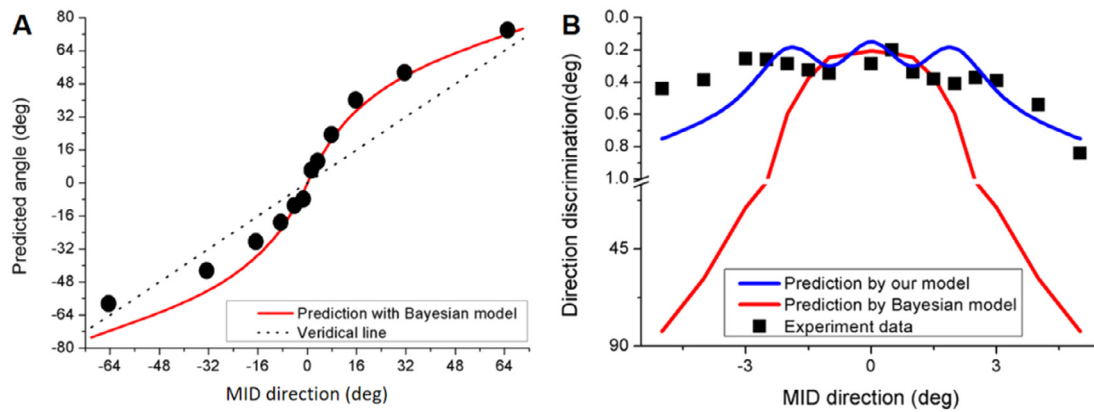 A
Predicted angle (deg)
80
64
48
32
16
0
-16
-32
-48
-64
-80
-64 -48 -32 -16 0 16 32 48 64
MID direction (deg)
Prediction with Bayesian model
Veridical line
B
Direction discrimination(deg)
0.0
0.2
0.4
0.6
0.8
1.0
45
90
-3 0 3
MID direction (deg)
Prediction by our model
Prediction by Bayesian model
Experiment data